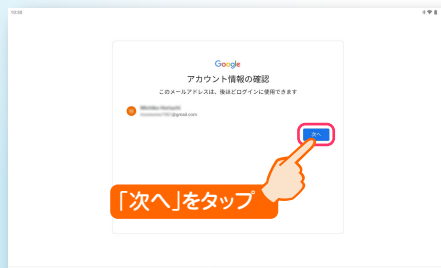 10:30
Google
アカウント情報の確認
このメールアドレスは、後ほどログインに使用できます
@gmail.com
次へ
「次へ」をタップ